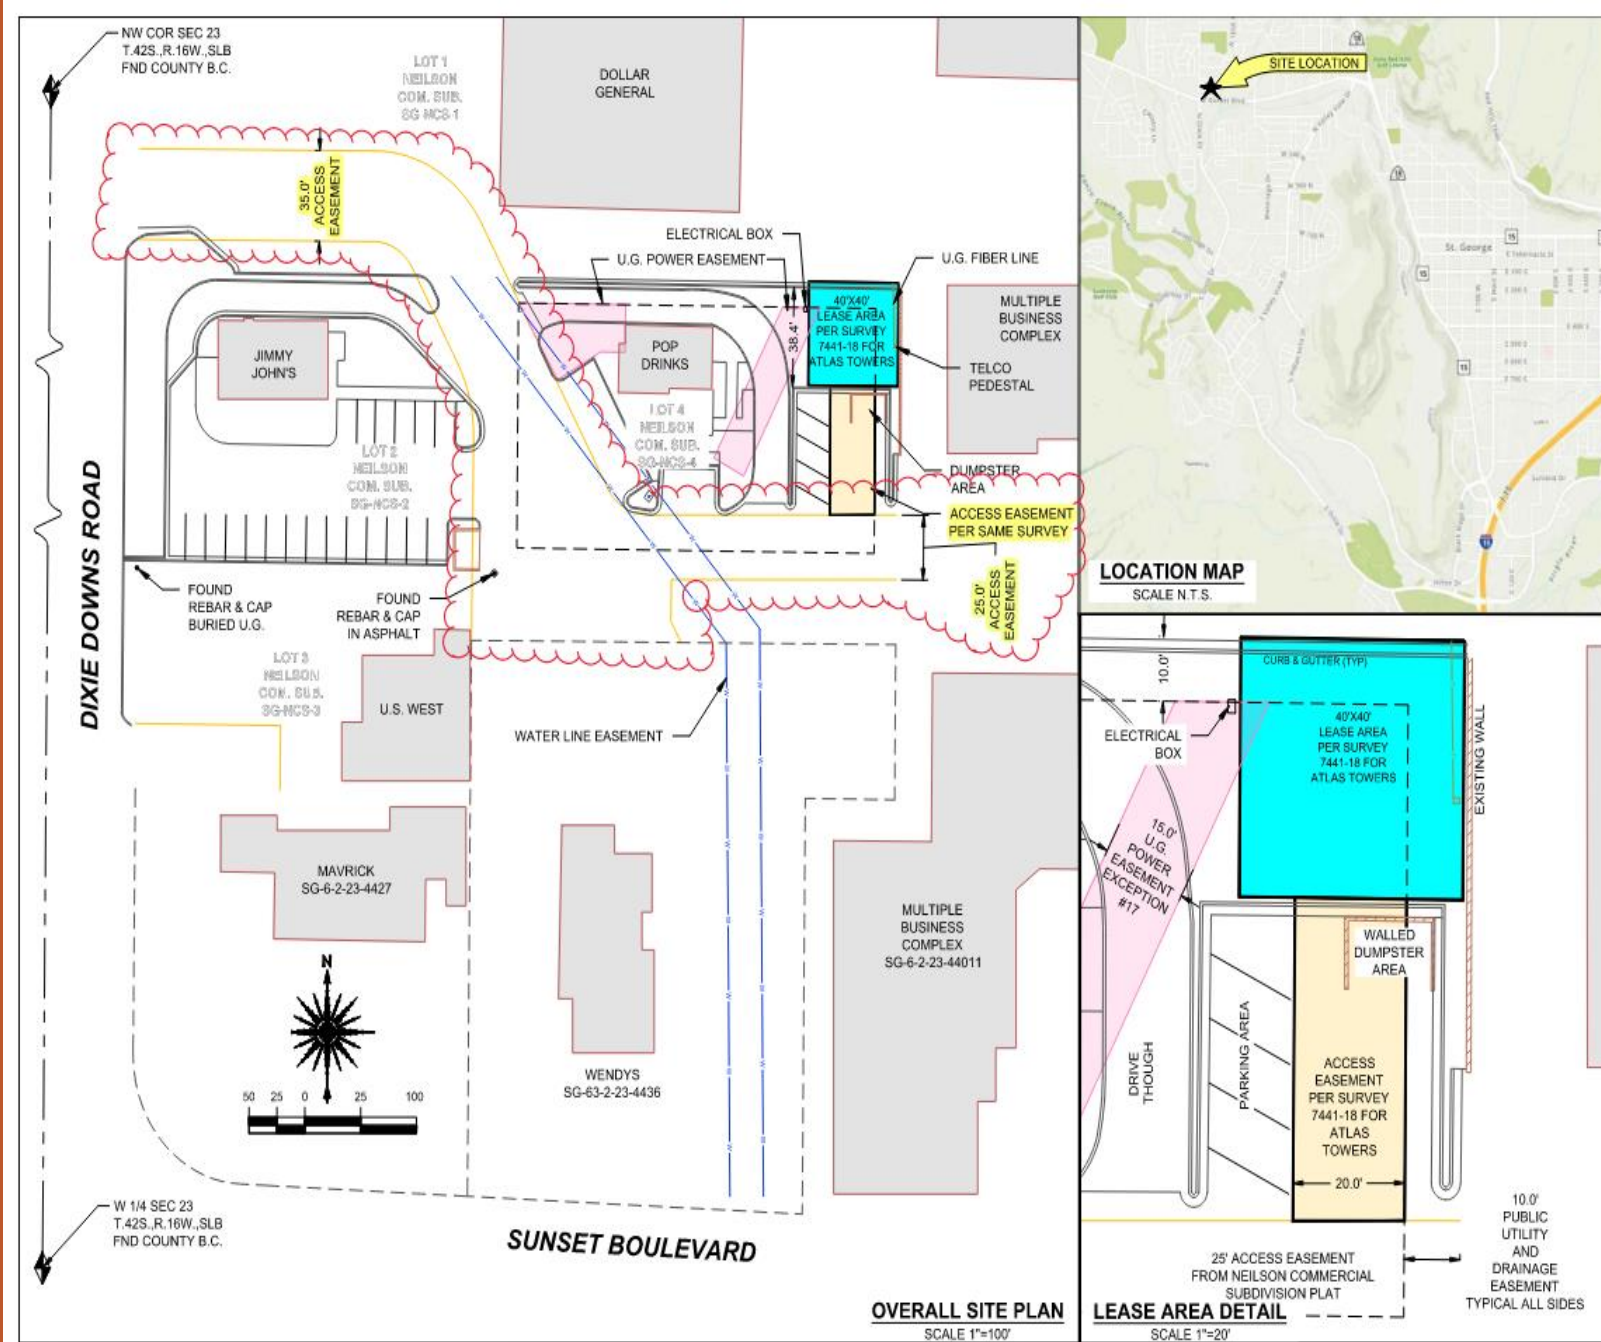 NW COR SEC 23
T.42S.,R.16W.,SLB
FND COUNTY B.C.
LOT 1
NEILSON
COM. SUB.
SG-NCS-1
DOLLAR
GENERAL
35.0'
ACCESS
EASEMENT
ELECTRICAL BOX
U.G. POWER EASEMENT
U.G. FIBER LINE
40'X40'
LEASE AREA
PER SURVEY
7441-18 FOR
ATLAS TOWERS
38.4'
MULTIPLE
BUSINESS
COMPLEX
TELCO
PEDESTAL
JIMMY
JOHN'S
POP
DRINKS
LOT 4
NEILSON
COM. SUB.
SG-NCS-4
LOT 2
NEILSON
COM. SUB.
SG-NCS-2
DUMPSTER
AREA
ACCESS EASEMENT
PER SAME SURVEY
25.0'
ACCESS
EASEMENT
DIXIE DOWNS ROAD
FOUND
REBAR & CAP
BURIED U.G.
FOUND
REBAR & CAP
IN ASPHALT
LOT 3
NEILSON
COM. SUB.
SG-NCS-3
U.S. WEST
WATER LINE EASEMENT
MAVRICK
SG-6-2-23-4427
MULTIPLE
BUSINESS
COMPLEX
SG-6-2-23-44011
WENDYS
SG-63-2-23-4436
N
50 25 0 25 100
W 1/4 SEC 23
T.42S.,R.16W.,SLB
FND COUNTY B.C.
SUNSET BOULEVARD
OVERALL SITE PLAN
SCALE 1"=100'
SITE LOCATION
St. George
18
15
15
15
LOCATION MAP
SCALE N.T.S.
10.0'
CURB & GUTTER (TYP)
ELECTRICAL
BOX
40'X40'
LEASE AREA
PER SURVEY
7441-18 FOR
ATLAS TOWERS
EXISTING WALL
15.0'
U.G.
POWER
EASEMENT
EXCEPTION
#17
WALLED
DUMPSTER
AREA
DRIVE
THOUGH
PARKING AREA
ACCESS
EASEMENT
PER SURVEY
7441-18 FOR
ATLAS
TOWERS
20.0'
10.0'
PUBLIC
UTILITY
AND
DRAINAGE
EASEMENT
TYPICAL ALL SIDES
25' ACCESS EASEMENT
FROM NEILSON COMMERCIAL
SUBDIVISION PLAT
LEASE AREA DETAIL
SCALE 1"=20'